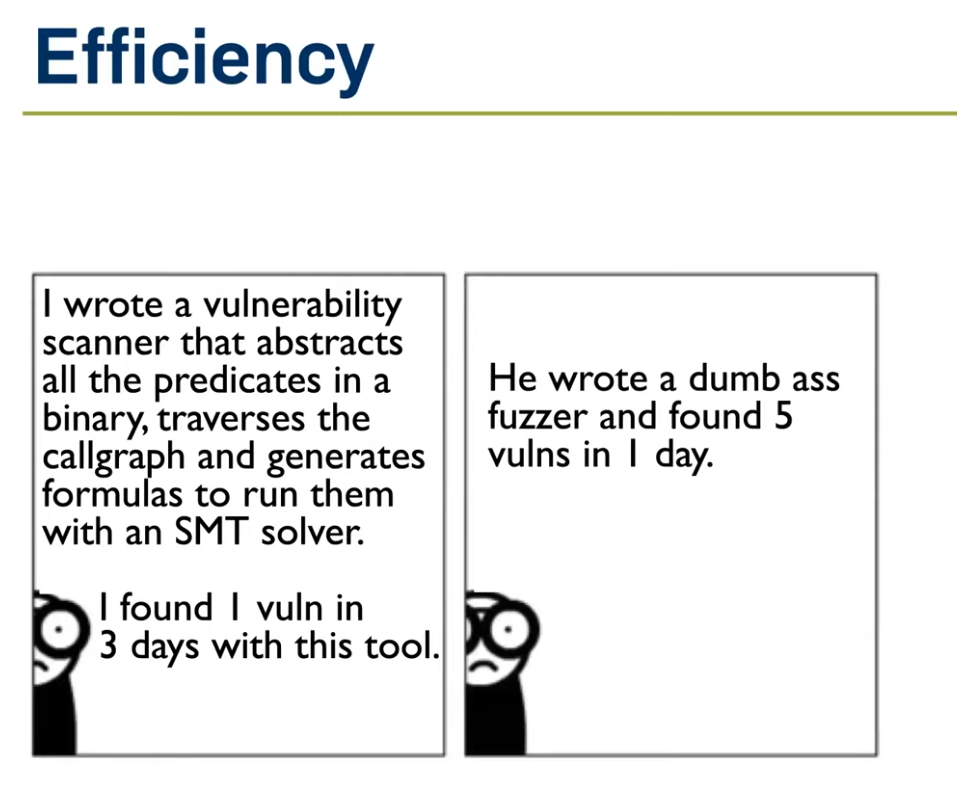 Efficiency
I wrote a vulnerability
scanner that abstracts
all the predicates in a
binary, traverses the
callgraph and generates
formulas to run them
with an SMT solver.
I found 1 vuln in
3 days with this tool.
He wrote a dumb ass
fuzzer and found 5
vulns in 1 day.